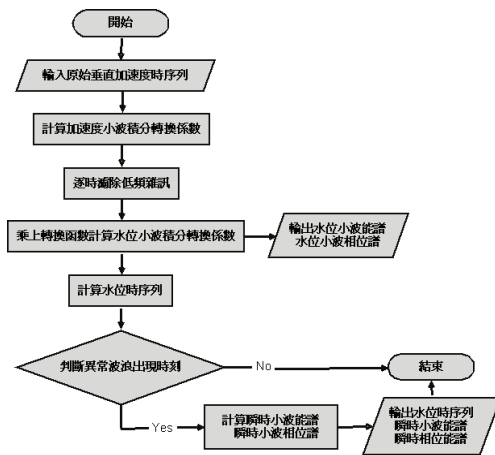 開始
輸入原始垂直加速度時序列
計算加速度小波積分轉換係數
逐時濾除低頻雜訊
乘上轉換函數計算水位小波積分轉換係數
輸出水位小波能譜
水位小波相位譜
計算水位時序列
判斷異常波浪出現時刻
No
結束
Yes
計算瞬時小波能譜
瞬時小波相位譜
輸出水位時序列
瞬時小波能譜
瞬時相位能譜